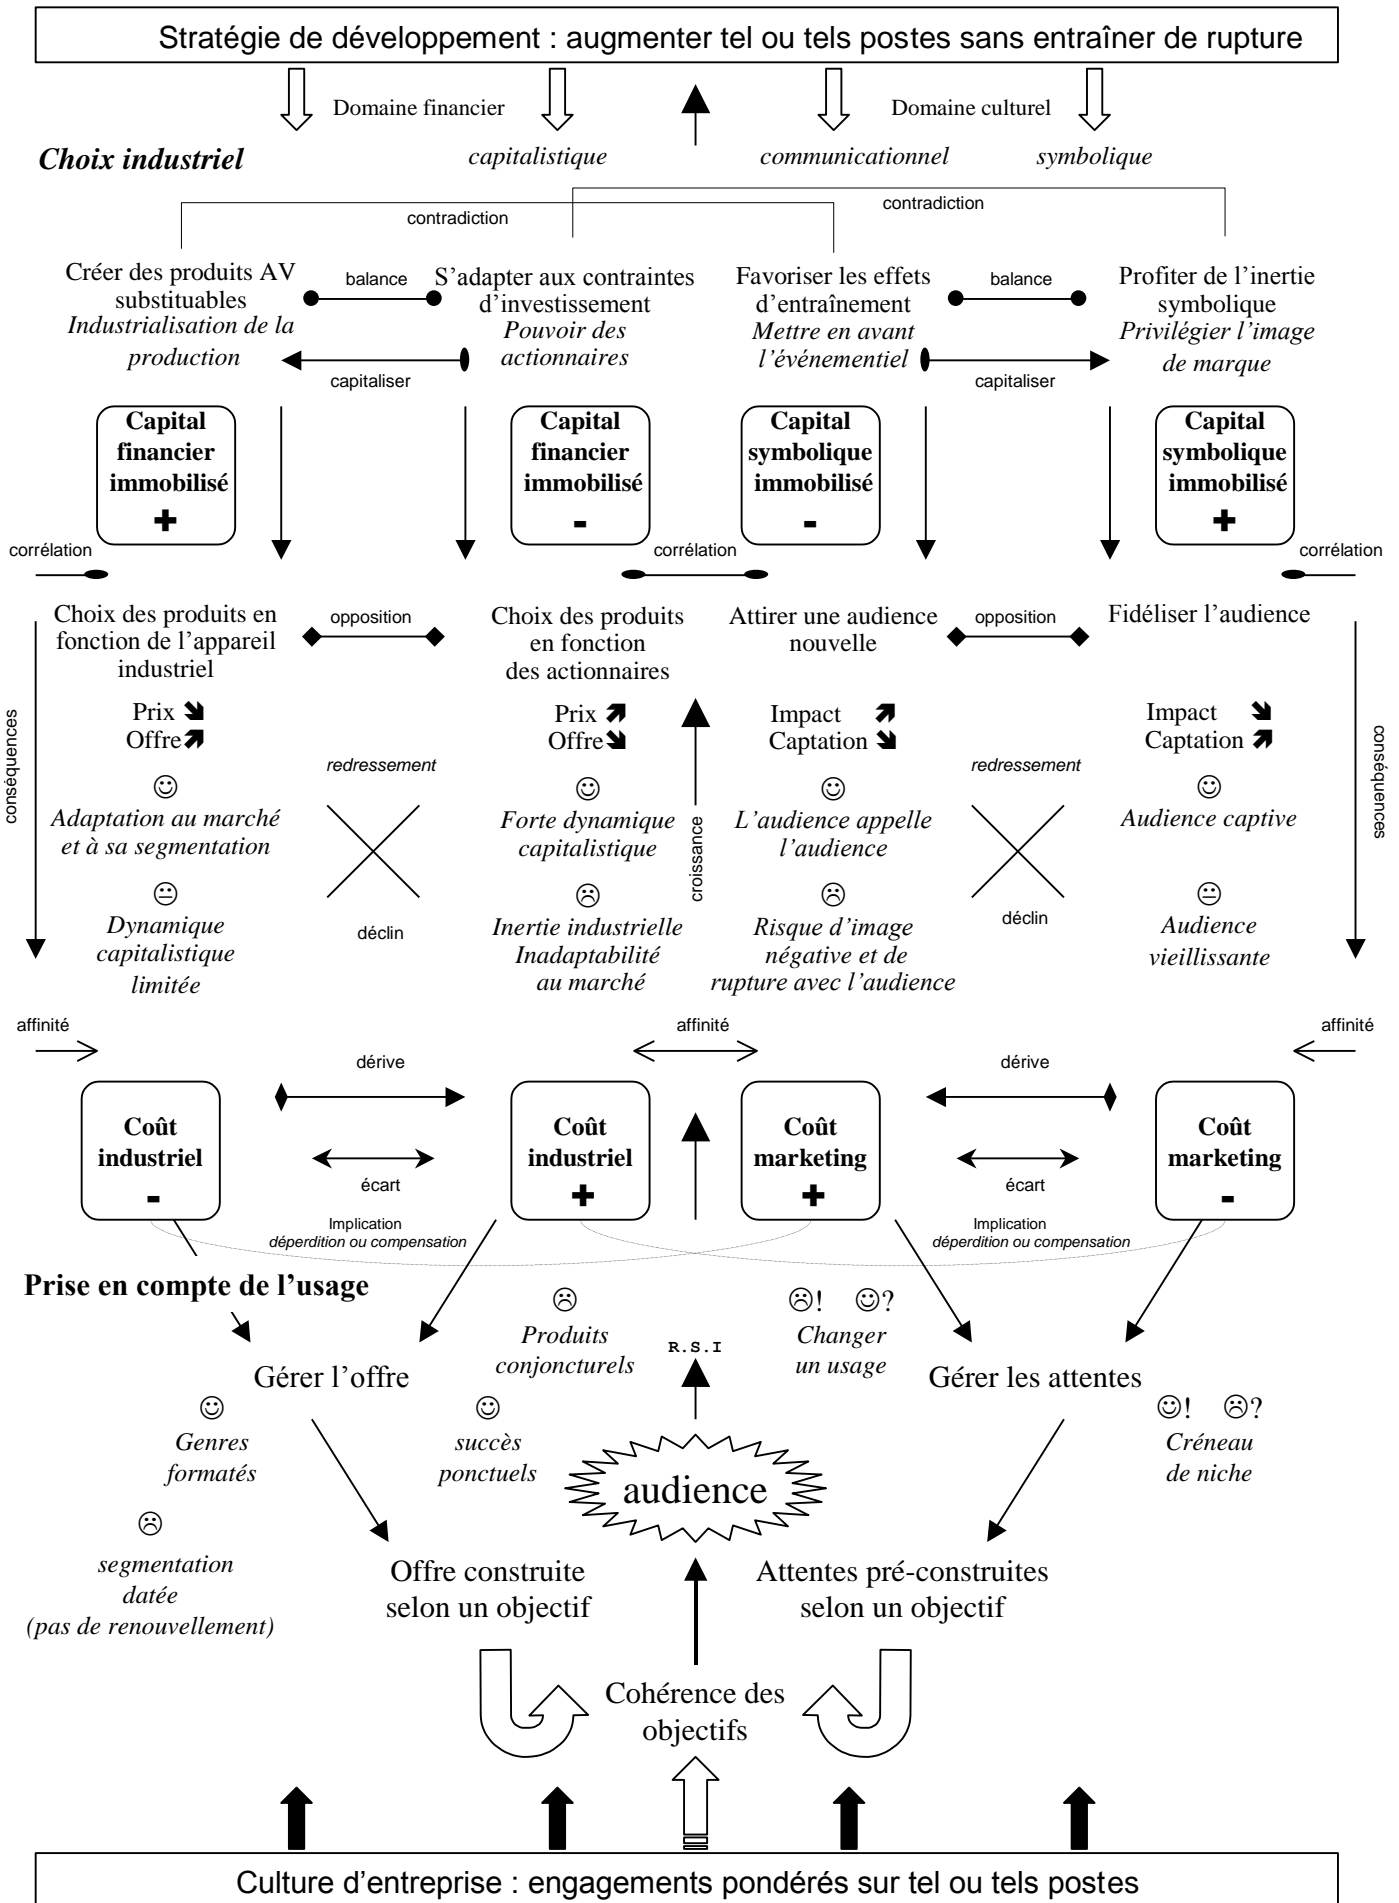 Stratégie de développement : augmenter tel ou tels postes sans entraîner de rupture
Domaine financier
Domaine culturel
Choix industriel
capitalistique
communicationnel
symbolique
contradiction
contradiction
Créer des produits AV
substituables
Industrialisation de la
production
balance
S'adapter aux contraintes
d'investissement
Pouvoir des
actionnaires
Favoriser les effets
d'entraînement
Mettre en avant
l'événementiel
balance
Profiter de l'inertie
symbolique
Privilégier l'image
de marque
capitaliser
capitaliser
Capital
financier
immobilisé
+
Capital
financier
immobilisé
-
Capital
symbolique
immobilisé
-
Capital
symbolique
immobilisé
+
corrélation
corrélation
corrélation
Choix des produits en
fonction de l'appareil
industriel
opposition
Choix des produits
en fonction
des actionnaires
Attirer une audience
nouvelle
opposition
Fidéliser l'audience
conséquences
Prix
Offre
Prix
Offre
croissance
Impact
Captation
Impact
Captation
conséquences
redressement
redressement
Adaptation au marché
et à sa segmentation
Forte dynamique
capitalistique
L'audience appelle
l'audience
Audience captive
Dynamique
capitalistique
limitée
déclin
Inertie industrielle
Inadaptabilité
au marché
Risque d'image
négative et de
rupture avec l'audience
déclin
Audience
vieillissante
affinité
affinité
affinité
dérive
dérive
Coût
industriel
-
écart
Coût
industriel
+
Coût
marketing
+
écart
Coût
marketing
-
Implication
déperdition ou compensation
Implication
déperdition ou compensation
Prise en compte de l'usage
Produits
conjoncturels
R.S.I
! ?
Changer
un usage
Gérer l'offre
Gérer les attentes
Genres
formatés
succès
ponctuels
audience
! ?
Créneau
de niche
segmentation
datée
(pas de renouvellement)
Offre construite
selon un objectif
Attentes pré-construites
selon un objectif
Cohérence des
objectifs
Culture d'entreprise : engagements pondérés sur tel ou tels postes